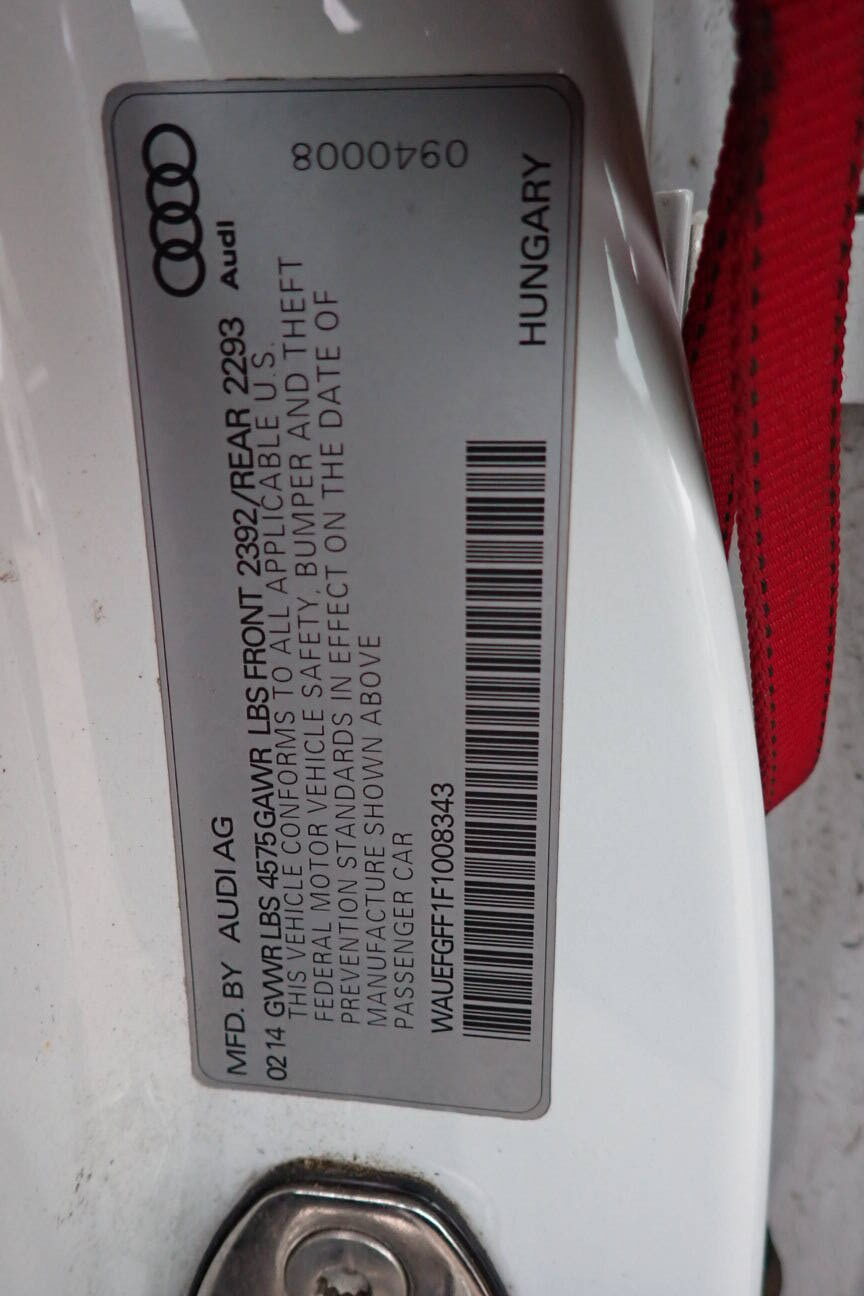 MFD. BY AUDI AG
Audi
02 14 GVWR LBS 4575 GAWR LBS FRONT 2392/REAR 2293
THIS VEHICLE CONFORMS TO ALL APPLICABLE U.S.
FEDERAL MOTOR VEHICLE SAFETY, BUMPER AND THEFT
PREVENTION STANDARDS IN EFFECT ON THE DATE OF
MANUFACTURE SHOWN ABOVE
PASSENGER CAR
WAUEFGFF1F1008343
0940008
HUNGARY